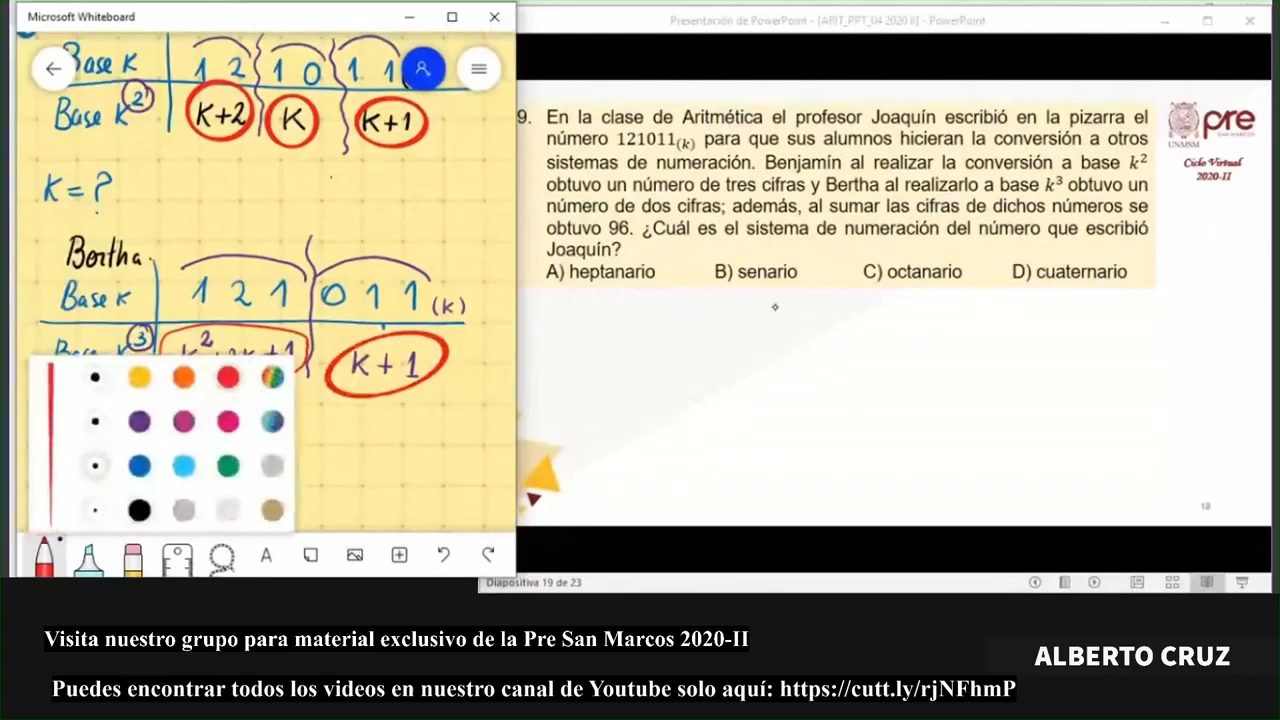 Microsoft Whiteboard
Base K 1 2 1 0 1 1
Base K 2 K+2 K K+1
K = ?
Bertha
Base K 1 2 1 0 1 1 (K)
3 K + 1
Presentación de PowerPoint - [ARIT_PPT_04 2020 II] - PowerPoint
9. En la clase de Aritmética el profesor Joaquín escribió en la pizarra el
número 121011(k) para que sus alumnos hicieran la conversión a otros
sistemas de numeración. Benjamín al realizar la conversión a base k²
obtuvo un número de tres cifras y Bertha al realizarlo a base k³ obtuvo un
número de dos cifras; además, al sumar las cifras de dichos números se
obtuvo 96. ¿Cuál es el sistema de numeración del número que escribió
Joaquín?
A) heptanario B) senario C) octanario D) cuaternario
pre
SAN MARCOS
UNMSM
Ciclo Virtual
2020-II
Diapositiva 19 de 23
Visita nuestro grupo para material exclusivo de la Pre San Marcos 2020-II
ALBERTO CRUZ
Puedes encontrar todos los videos en nuestro canal de Youtube solo aquí: https://cutt.ly/rjNFhmP